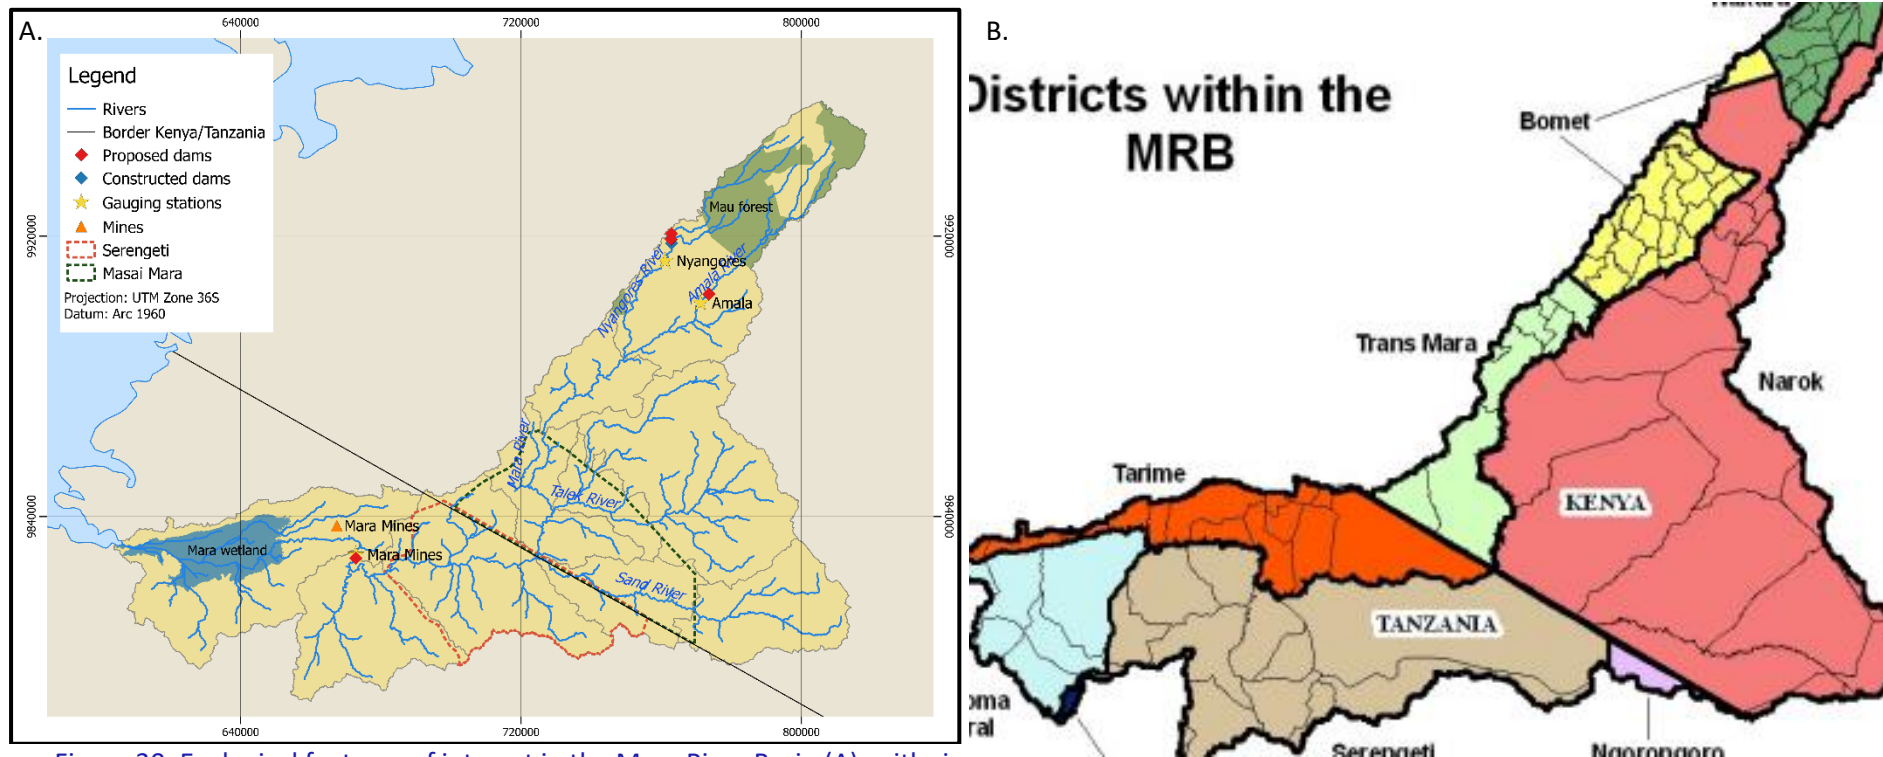 A.
640000
720000
800000
Legend
Rivers
Border Kenya/Tanzania
Proposed dams
Constructed dams
Gauging stations
Mines
Serengeti
Masai Mara
Projection: UTM Zone 36S
Datum: Arc 1960
9920000
9920000
Mau forest
Nyangores River
Nyangores
Amala River
Amala
Mara River
Talek River
Sand River
9840000
9840000
Mara Mines
Mara Mines
Mara wetland
640000
720000
800000
B.
Districts within the
MRB
Bomet
Trans Mara
Narok
Tarime
KENYA
TANZANIA
Serengeti
Ngorongoro